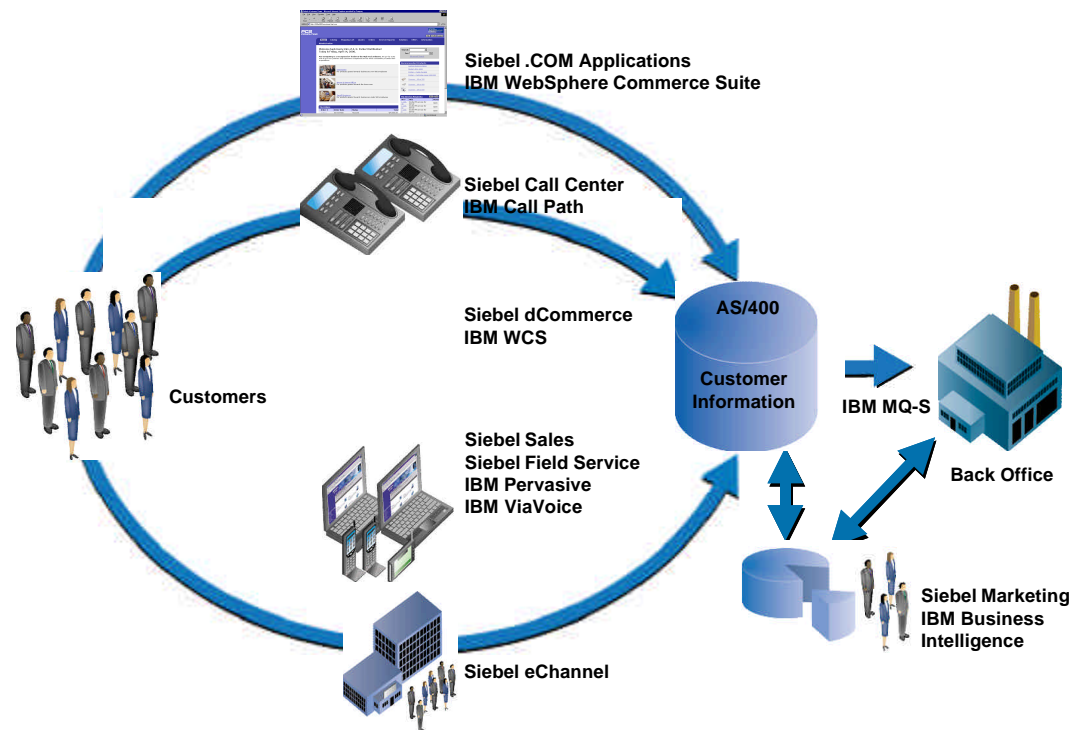 Siebel .COM Applications
IBM WebSphere Commerce Suite
Siebel Call Center
IBM Call Path
Siebel dCommerce
IBM WCS
AS/400
Customer
Information
IBM MQ-S
Back Office
Customers
Siebel Sales
Siebel Field Service
IBM Pervasive
IBM ViaVoice
Siebel Marketing
IBM Business
Intelligence
Siebel eChannel